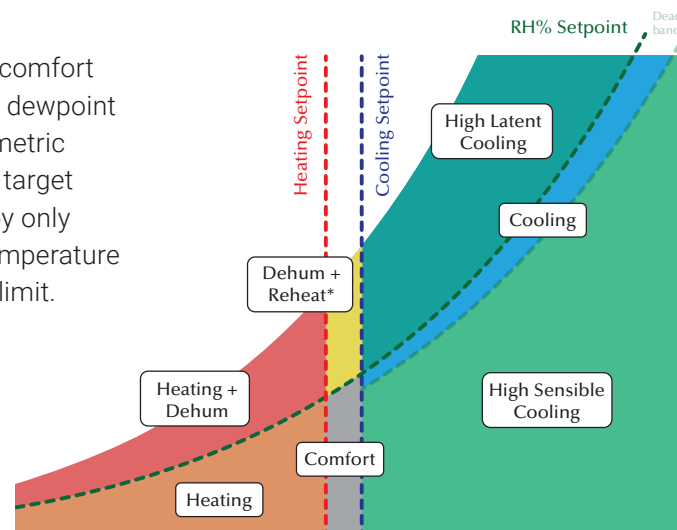 comfort
dewpoint
metric
target
by only
mperature
limit.
RH% Setpoint
Heating Setpoint
Cooling Setpoint
High Latent
Cooling
Cooling
Dehum +
Reheat*
Heating +
Dehum
High Sensible
Cooling
Comfort
Heating